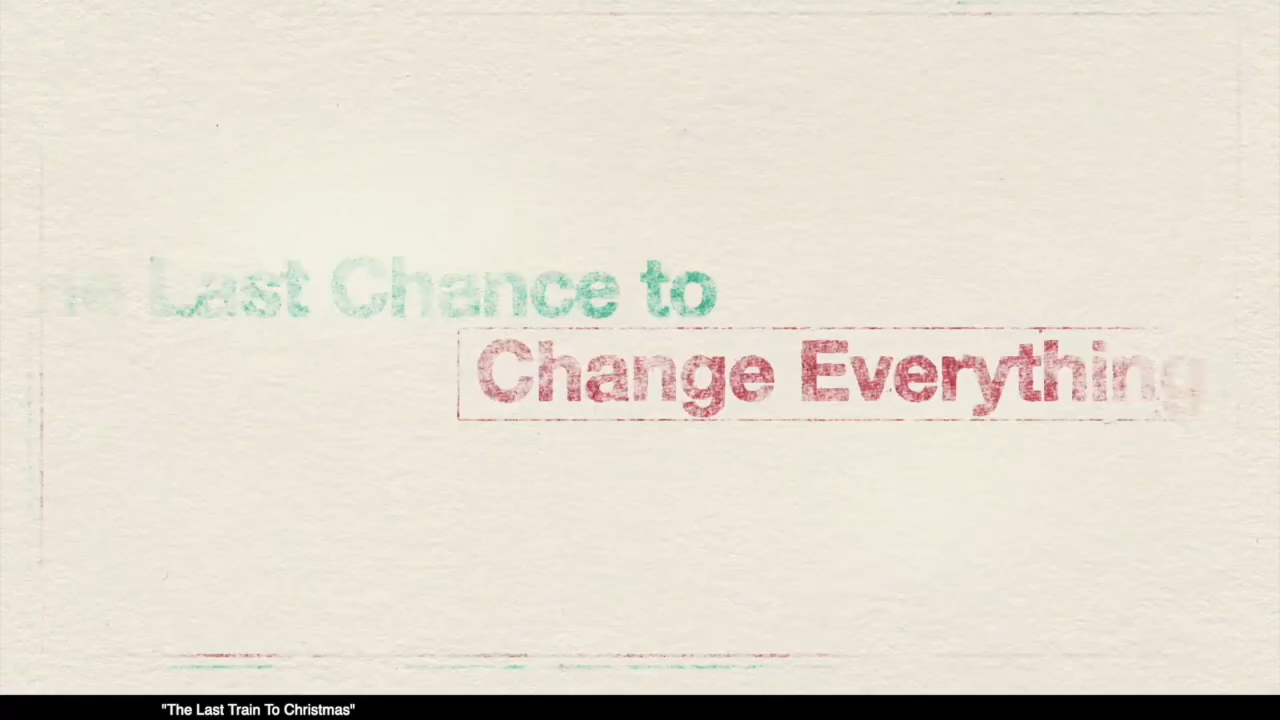 Last Chance to
Change Everything
"The Last Train To Christmas"